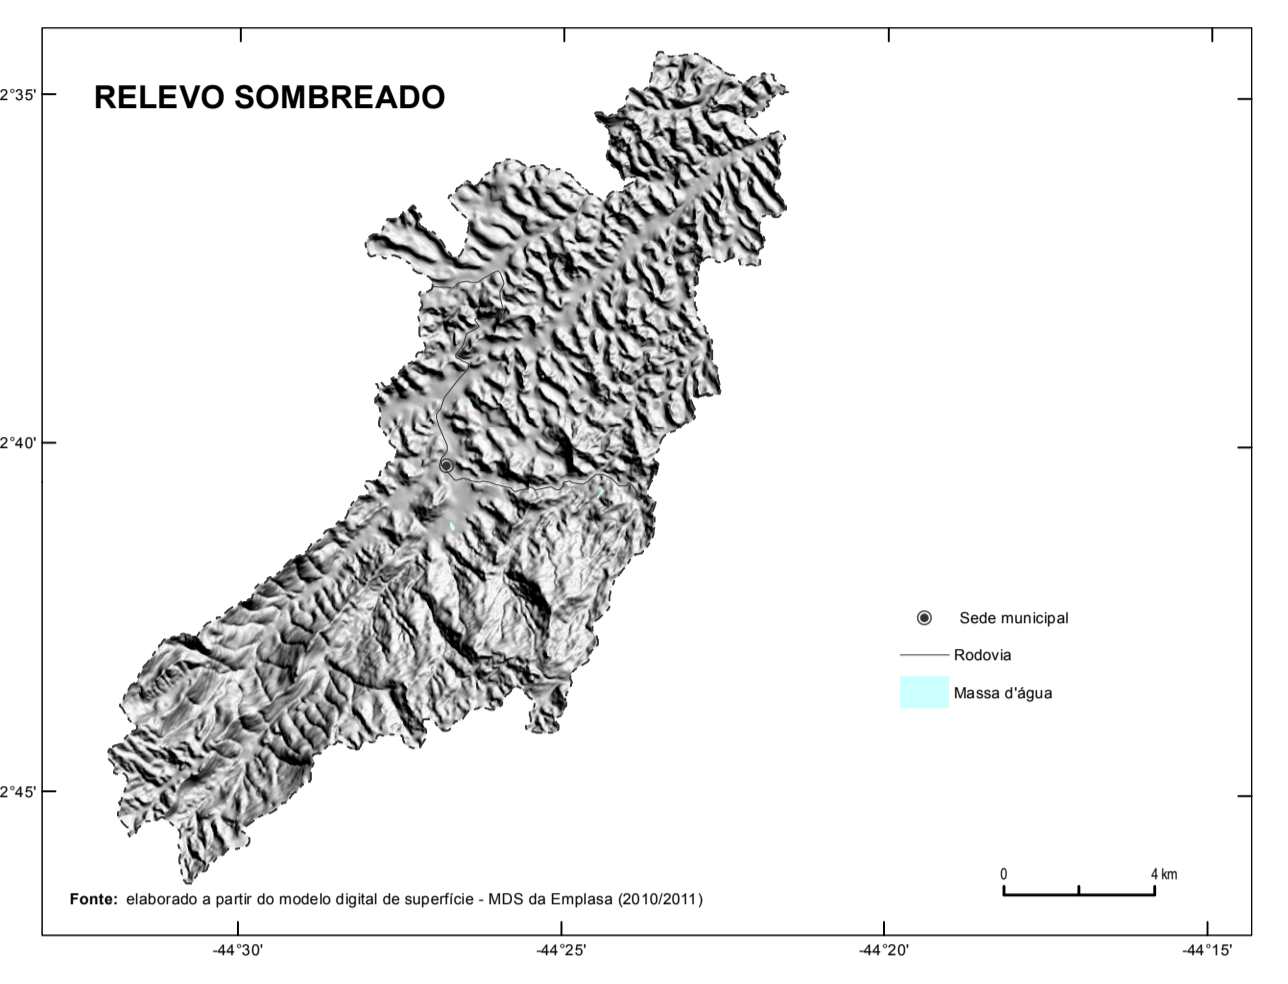 RELEVO SOMBREADO
2°35'
2°40'
2°45'
Sede municipal
Rodovia
Massa d'água
0 4 km
Fonte: elaborado a partir do modelo digital de superfície - MDS da Emplasa (2010/2011)
-44°30' -44°25' -44°20' -44°15'